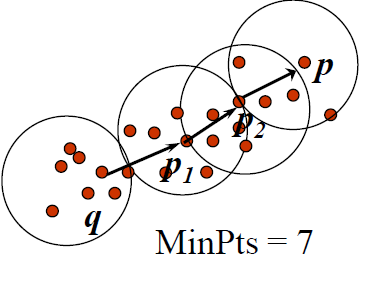 p
p2
p1
q
MinPts = 7